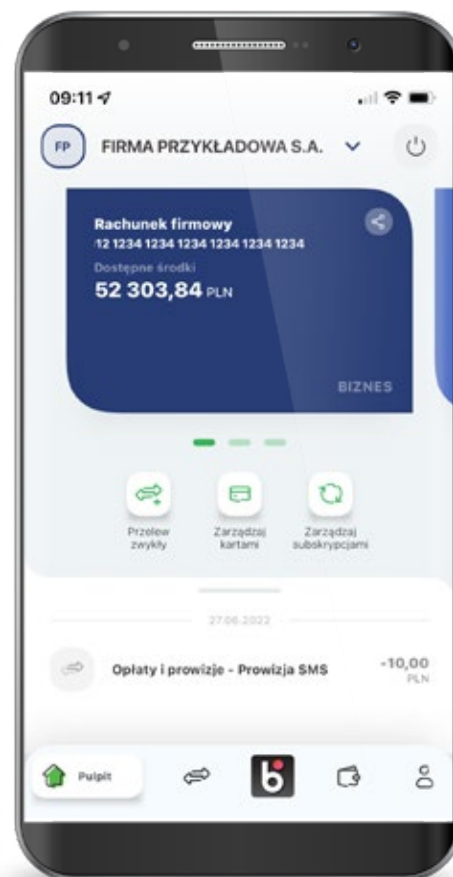 09:11
FP
FIRMA PRZYKŁADOWA S.A.
Rachunek firmowy
12 1234 1234 1234 1234 1234 1234
Dostępne środki
52 303,84 PLN
BIZNES
Przelew
zwykły
Zarządzaj
kartami
Zarządzaj
subskrypcjami
27.06.2022
Opłaty i prowizje - Prowizja SMS
-10,00
PLN
Pulpit
b